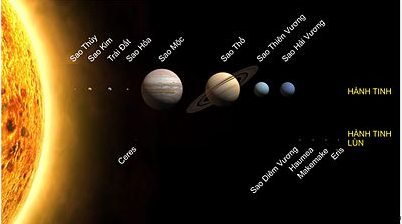 Sao Thủy
Sao Kim
Trái Đất
Sao Hỏa
Sao Mộc
Sao Thổ
Sao Thiên Vương
Sao Hải Vương
HÀNH TINH
HÀNH TINH
LÙN
Ceres
Sao Diêm Vương
Haumea
Makemake
Eris